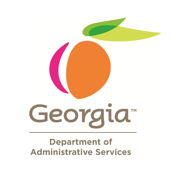 Georgia™
Department of
Administrative Services